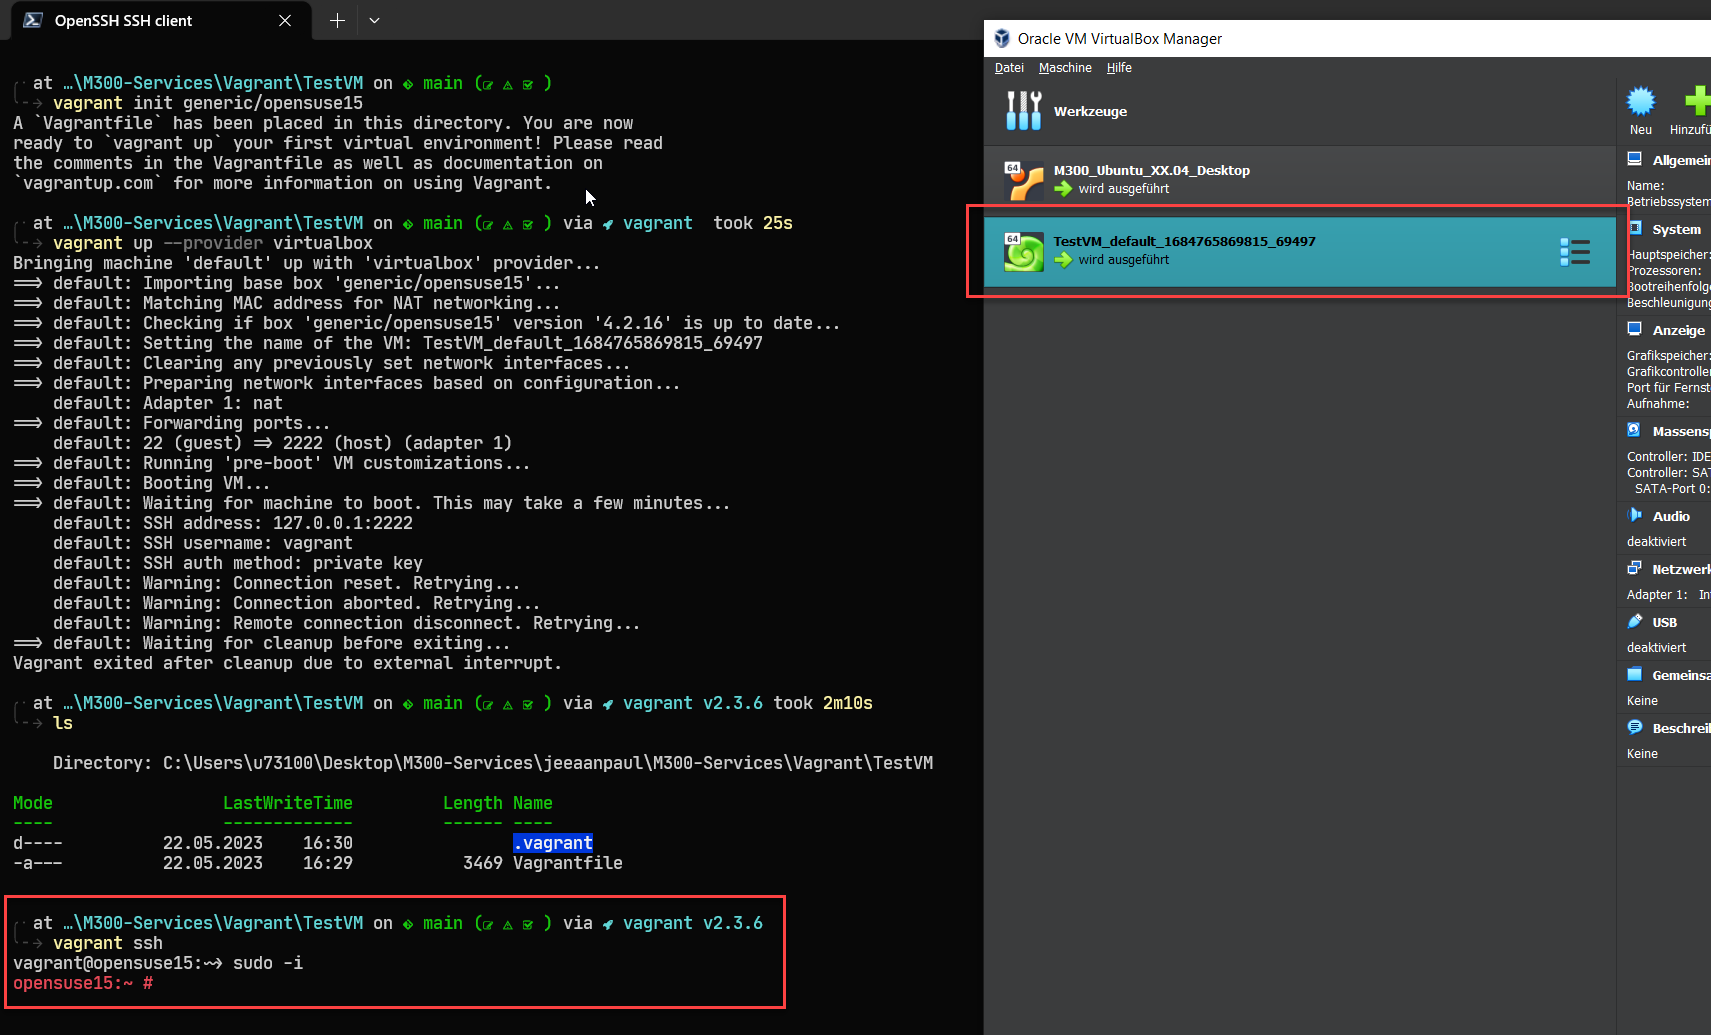 OpenSSH SSH client
at …\M300-Services\Vagrant\TestVM on main ( )
vagrant init generic/opensuse15
A `Vagrantfile` has been placed in this directory. You are now
ready to `vagrant up` your first virtual environment! Please read
the comments in the Vagrantfile as well as documentation on
`vagrantup.com` for more information on using Vagrant.
at …\M300-Services\Vagrant\TestVM on main ( ) via vagrant took 25s
vagrant up --provider virtualbox
Bringing machine 'default' up with 'virtualbox' provider...
==> default: Importing base box 'generic/opensuse15'...
==> default: Matching MAC address for NAT networking...
==> default: Checking if box 'generic/opensuse15' version '4.2.16' is up to date...
==> default: Setting the name of the VM: TestVM_default_1684765869815_69497
==> default: Clearing any previously set network interfaces...
==> default: Preparing network interfaces based on configuration...
default: Adapter 1: nat
==> default: Forwarding ports...
default: 22 (guest) => 2222 (host) (adapter 1)
==> default: Running 'pre-boot' VM customizations...
==> default: Booting VM...
==> default: Waiting for machine to boot. This may take a few minutes...
default: SSH address: 127.0.0.1:2222
default: SSH username: vagrant
default: SSH auth method: private key
default: Warning: Connection reset. Retrying...
default: Warning: Connection aborted. Retrying...
default: Warning: Remote connection disconnect. Retrying...
==> default: Waiting for cleanup before exiting...
Vagrant exited after cleanup due to external interrupt.
at …\M300-Services\Vagrant\TestVM on main ( ) via vagrant v2.3.6 took 2m10s
ls
Directory: C:\Users\u73100\Desktop\M300-Services\jeeaanpaul\M300-Services\Vagrant\TestVM
Mode LastWriteTime Length Name
---- ------------- ------ ----
d---- 22.05.2023 16:30 .vagrant
-a--- 22.05.2023 16:29 3469 Vagrantfile
at …\M300-Services\Vagrant\TestVM on main ( ) via vagrant v2.3.6
vagrant ssh
vagrant@opensuse15:~> sudo -i
opensuse15:~ #
Oracle VM VirtualBox Manager
Datei Maschine Hilfe
Werkzeuge
64
M300_Ubuntu_XX.04_Desktop
wird ausgeführt
64
TestVM_default_1684765869815_69497
wird ausgeführt
Neu Hinzufü
Allgemei
Name:
Betriebssystem
System
Hauptspeicher:
Prozessoren:
Bootreihenfolge
Beschleunigung
Anzeige
Grafikspeicher:
Grafikcontroller
Port für Fernst
Aufnahme:
Massensp
Controller: IDE
Controller: SAT
SATA-Port 0:
Audio
deaktiviert
Netzwerk
Adapter 1: In
USB
deaktiviert
Gemeinsa
Keine
Beschreib
Keine